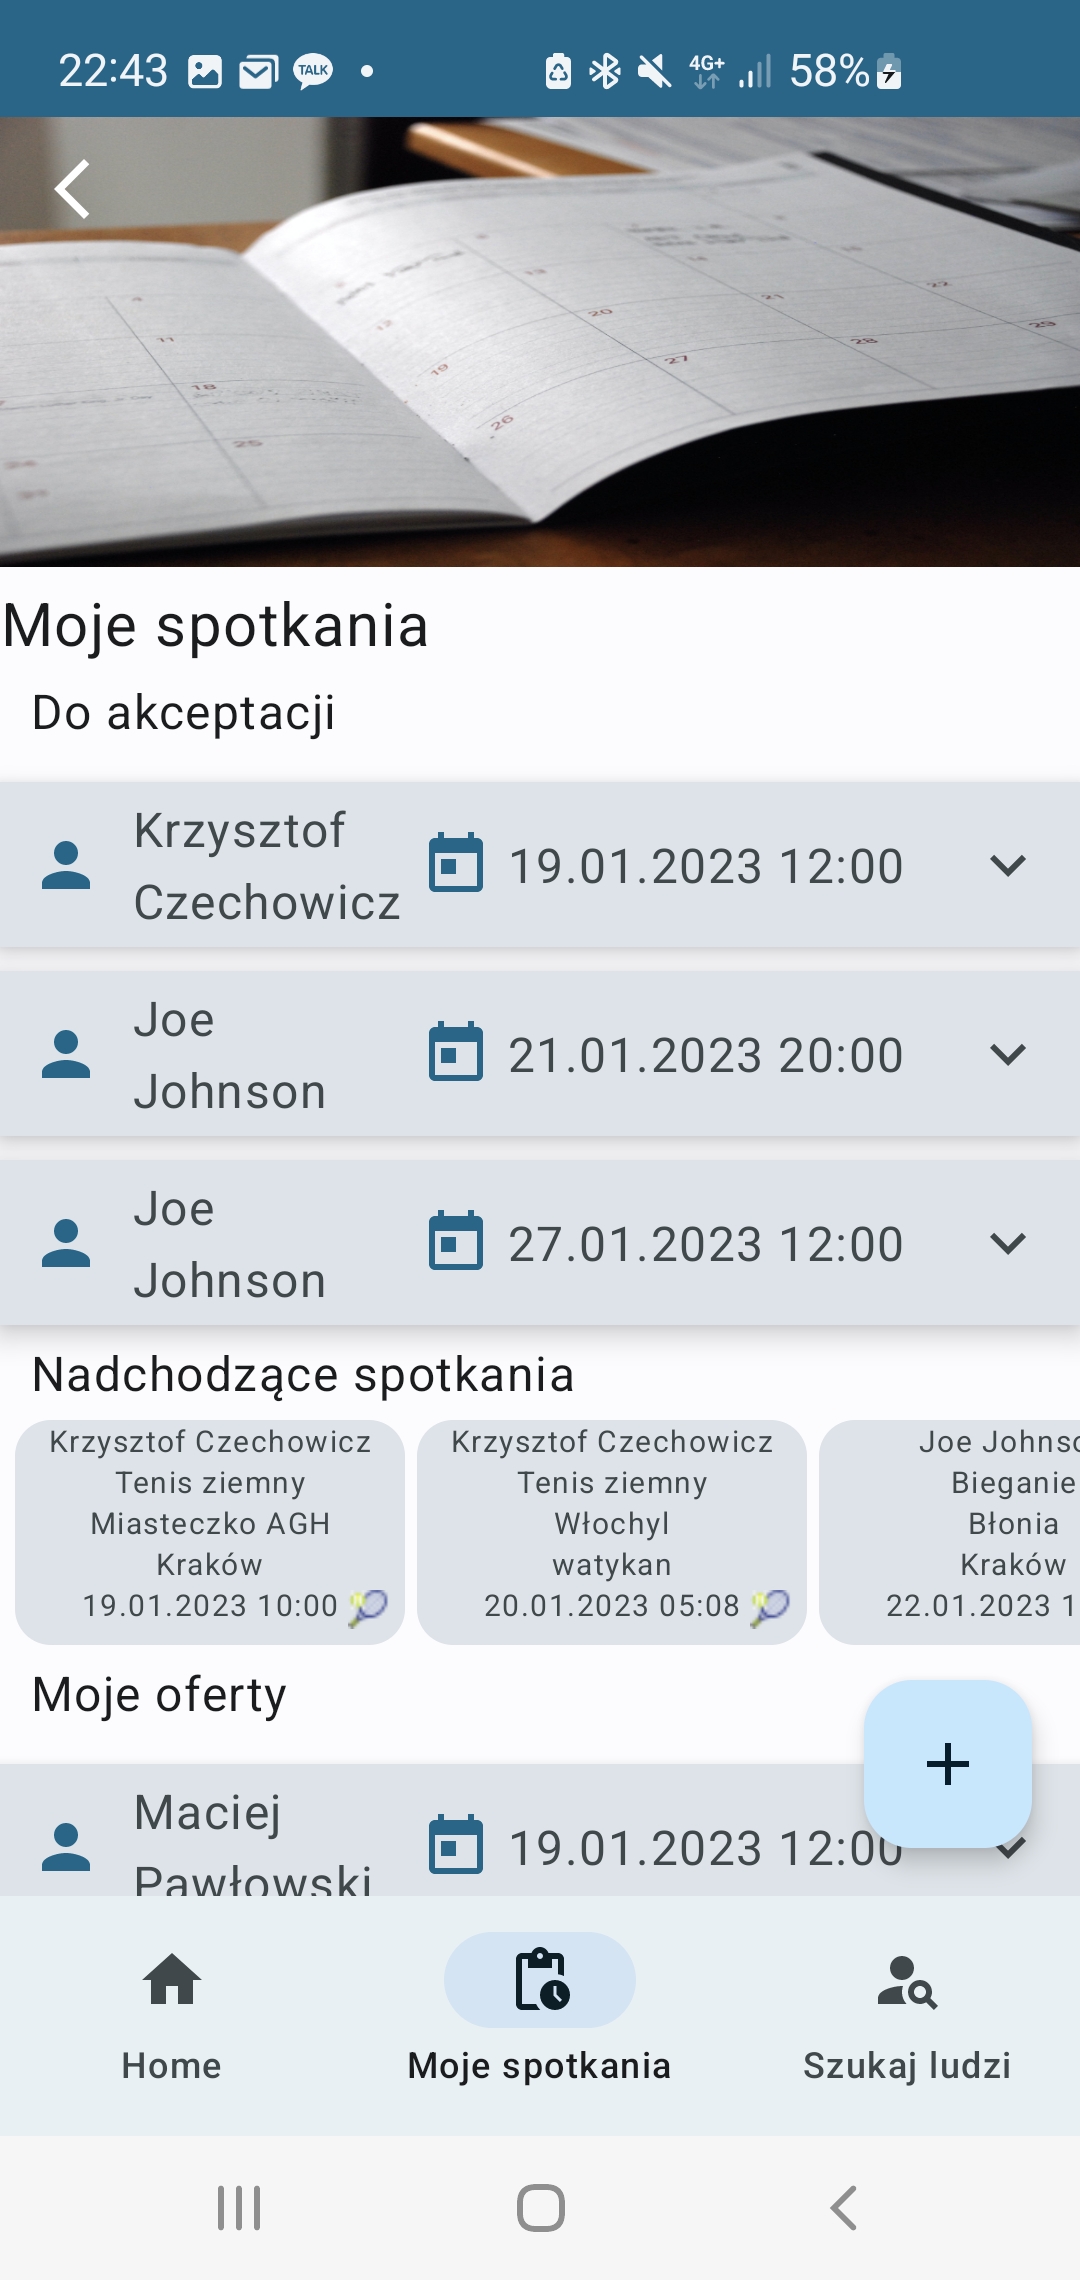 22:43 TALK 4G+ 58%
Moje spotkania
Do akceptacji
Krzysztof
Czechowicz
19.01.2023 12:00
Joe
Johnson
21.01.2023 20:00
Joe
Johnson
27.01.2023 12:00
Nadchodzące spotkania
Krzysztof Czechowicz
Tenis ziemny
Miasteczko AGH
Kraków
19.01.2023 10:00
Krzysztof Czechowicz
Tenis ziemny
Włochyl
watykan
20.01.2023 05:08
Joe Johnso
Bieganie
Błonia
Kraków
22.01.2023 1
Moje oferty
Maciej
Pawłowski
19.01.2023 12:00
Home
Moje spotkania
Szukaj ludzi